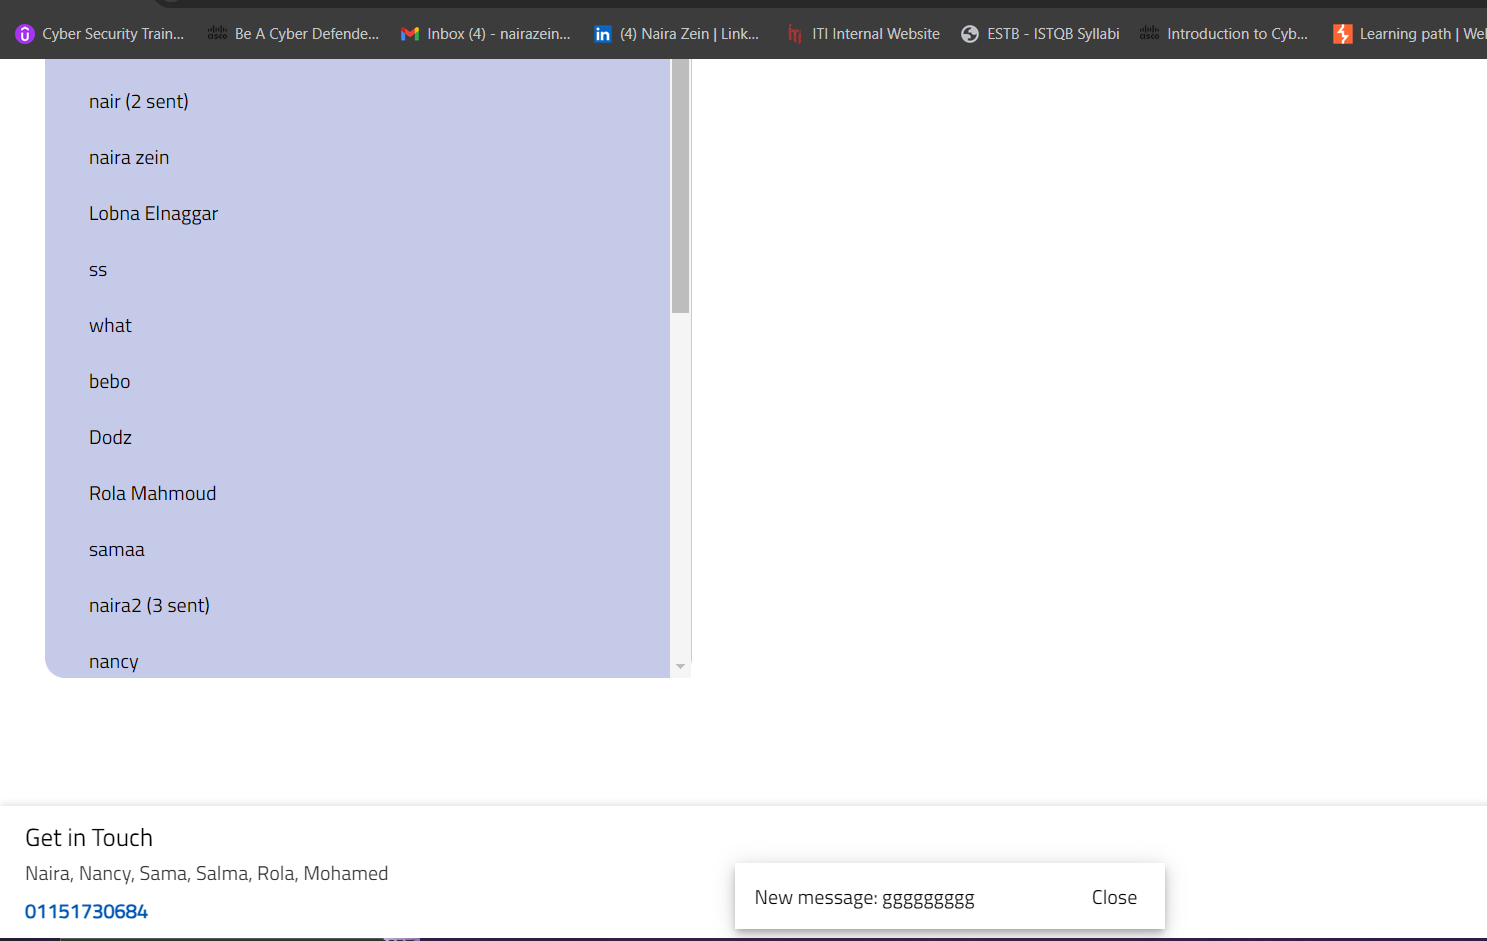 Cyber Security Train... Be A Cyber Defende... Inbox (4) - nairazein... (4) Naira Zein | Link... ITI Internal Website ESTB - ISTQB Syllabi Introduction to Cyb... Learning path | We
nair (2 sent)
naira zein
Lobna Elnaggar
ss
what
bebo
Dodz
Rola Mahmoud
samaa
naira2 (3 sent)
nancy
Get in Touch
Naira, Nancy, Sama, Salma, Rola, Mohamed
01151730684
New message: ggggggggg Close